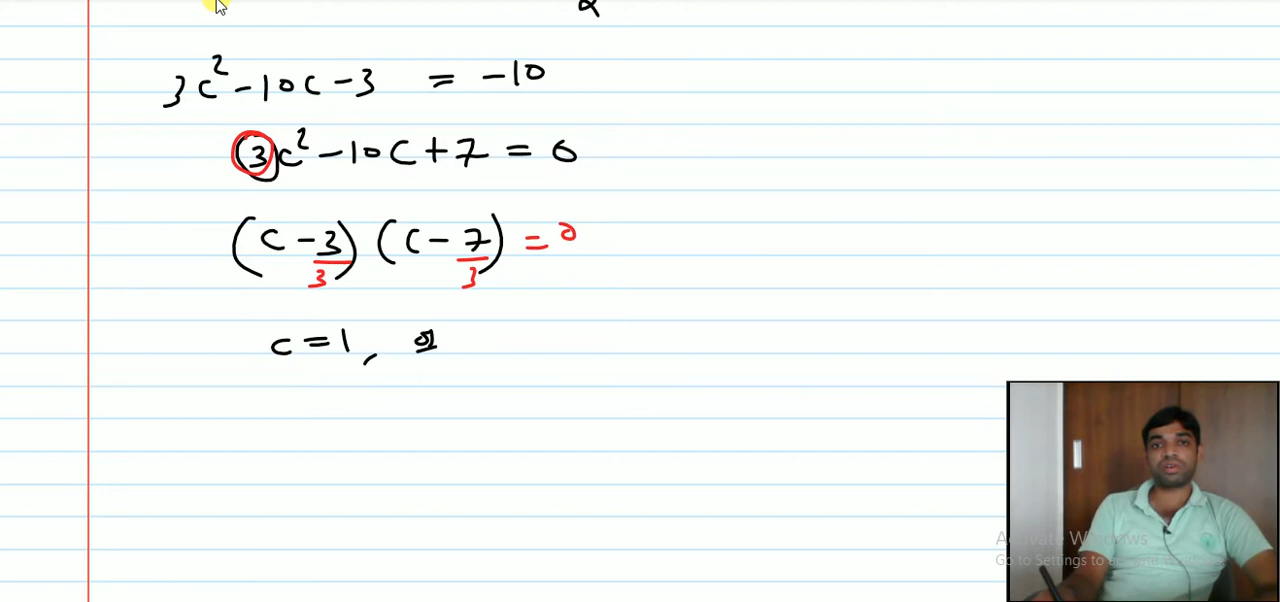 2
3c² - 10c - 3 = -10
3c² - 10c + 7 = 0
(c - 3/3) (c - 7/3) = 0
c = 1,
Activate Windows
Go to Settings to activate Windows.